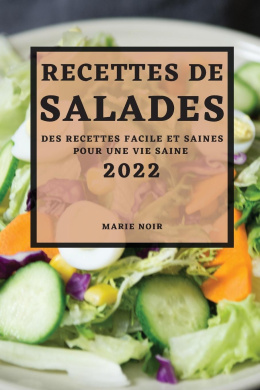 RECETTES DE
SALADES
DES RECETTES FACILE ET SAINES
POUR UNE VIE SAINE
2022
MARIE NOIR